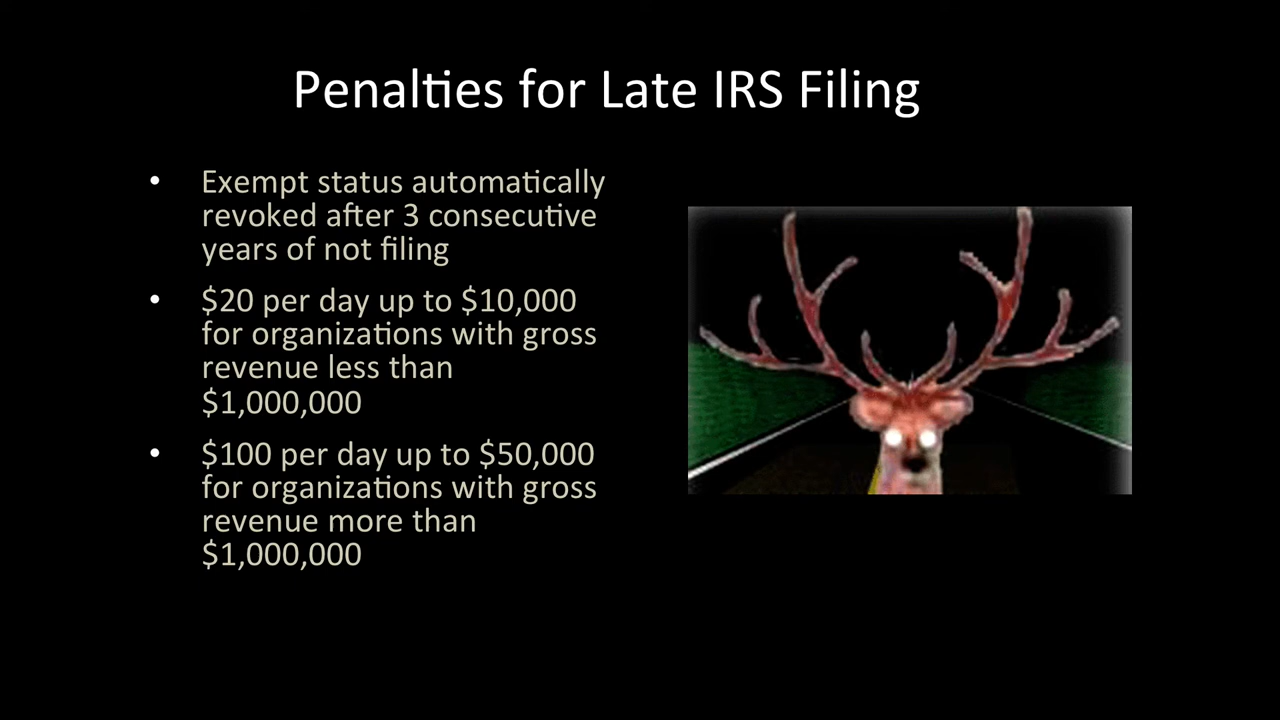 Penalties for Late IRS Filing
• Exempt status automatically
revoked after 3 consecutive
years of not filing
• $20 per day up to $10,000
for organizations with gross
revenue less than
$1,000,000
• $100 per day up to $50,000
for organizations with gross
revenue more than
$1,000,000